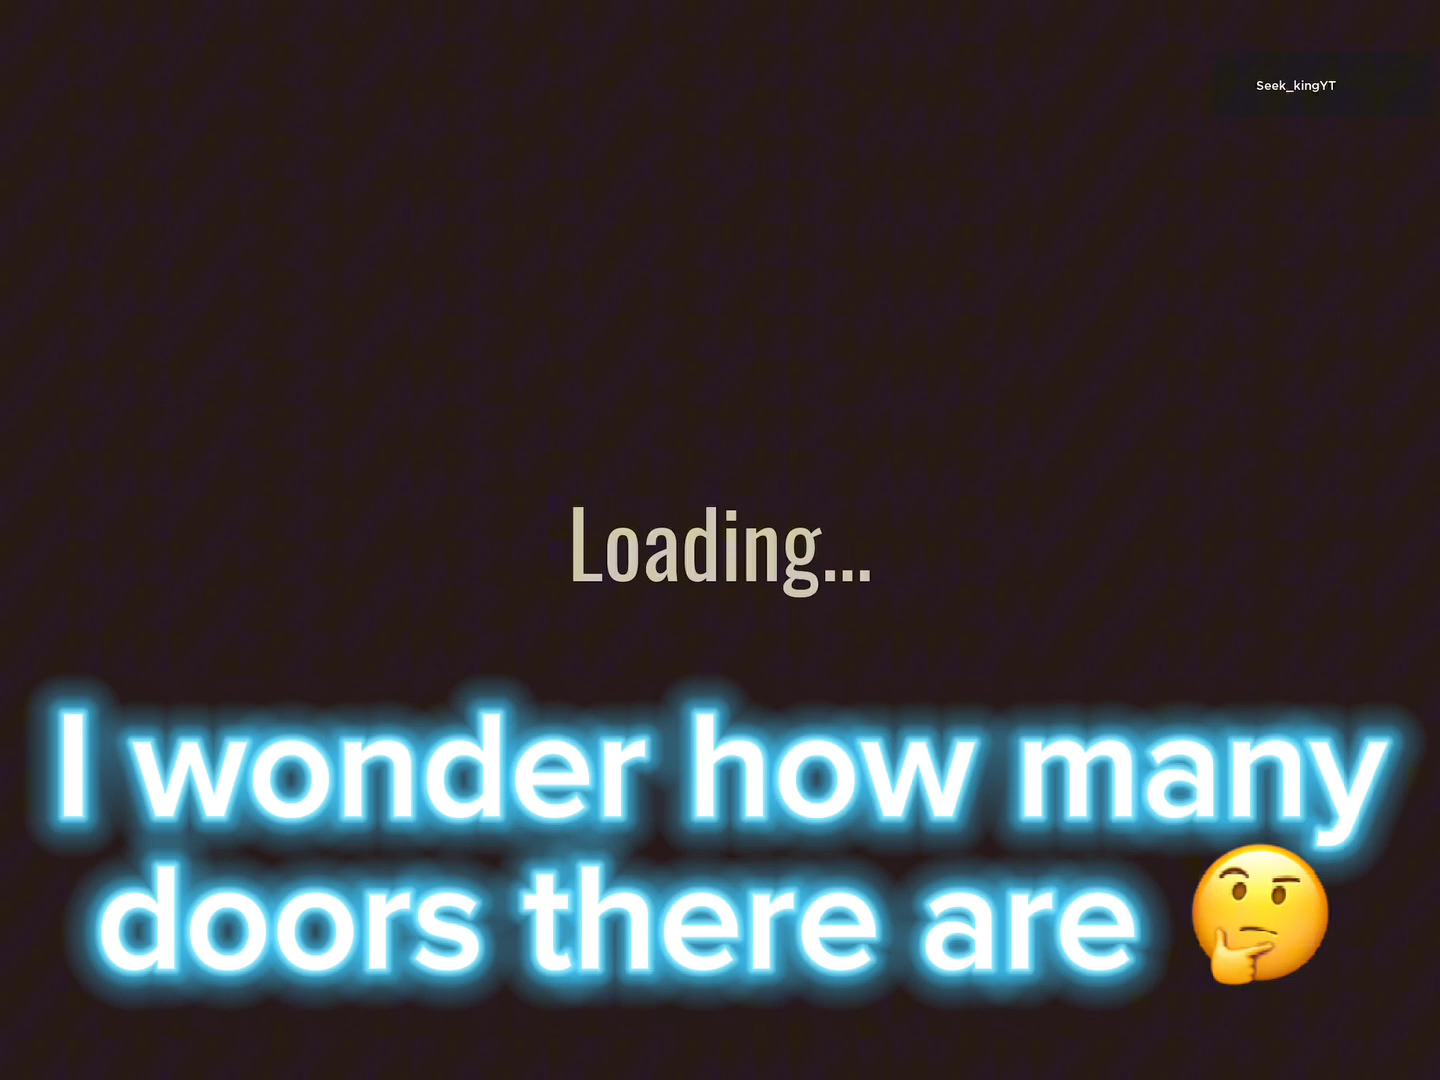 Seek_kingYT
Loading...
I wonder how many
doors there are 🤔